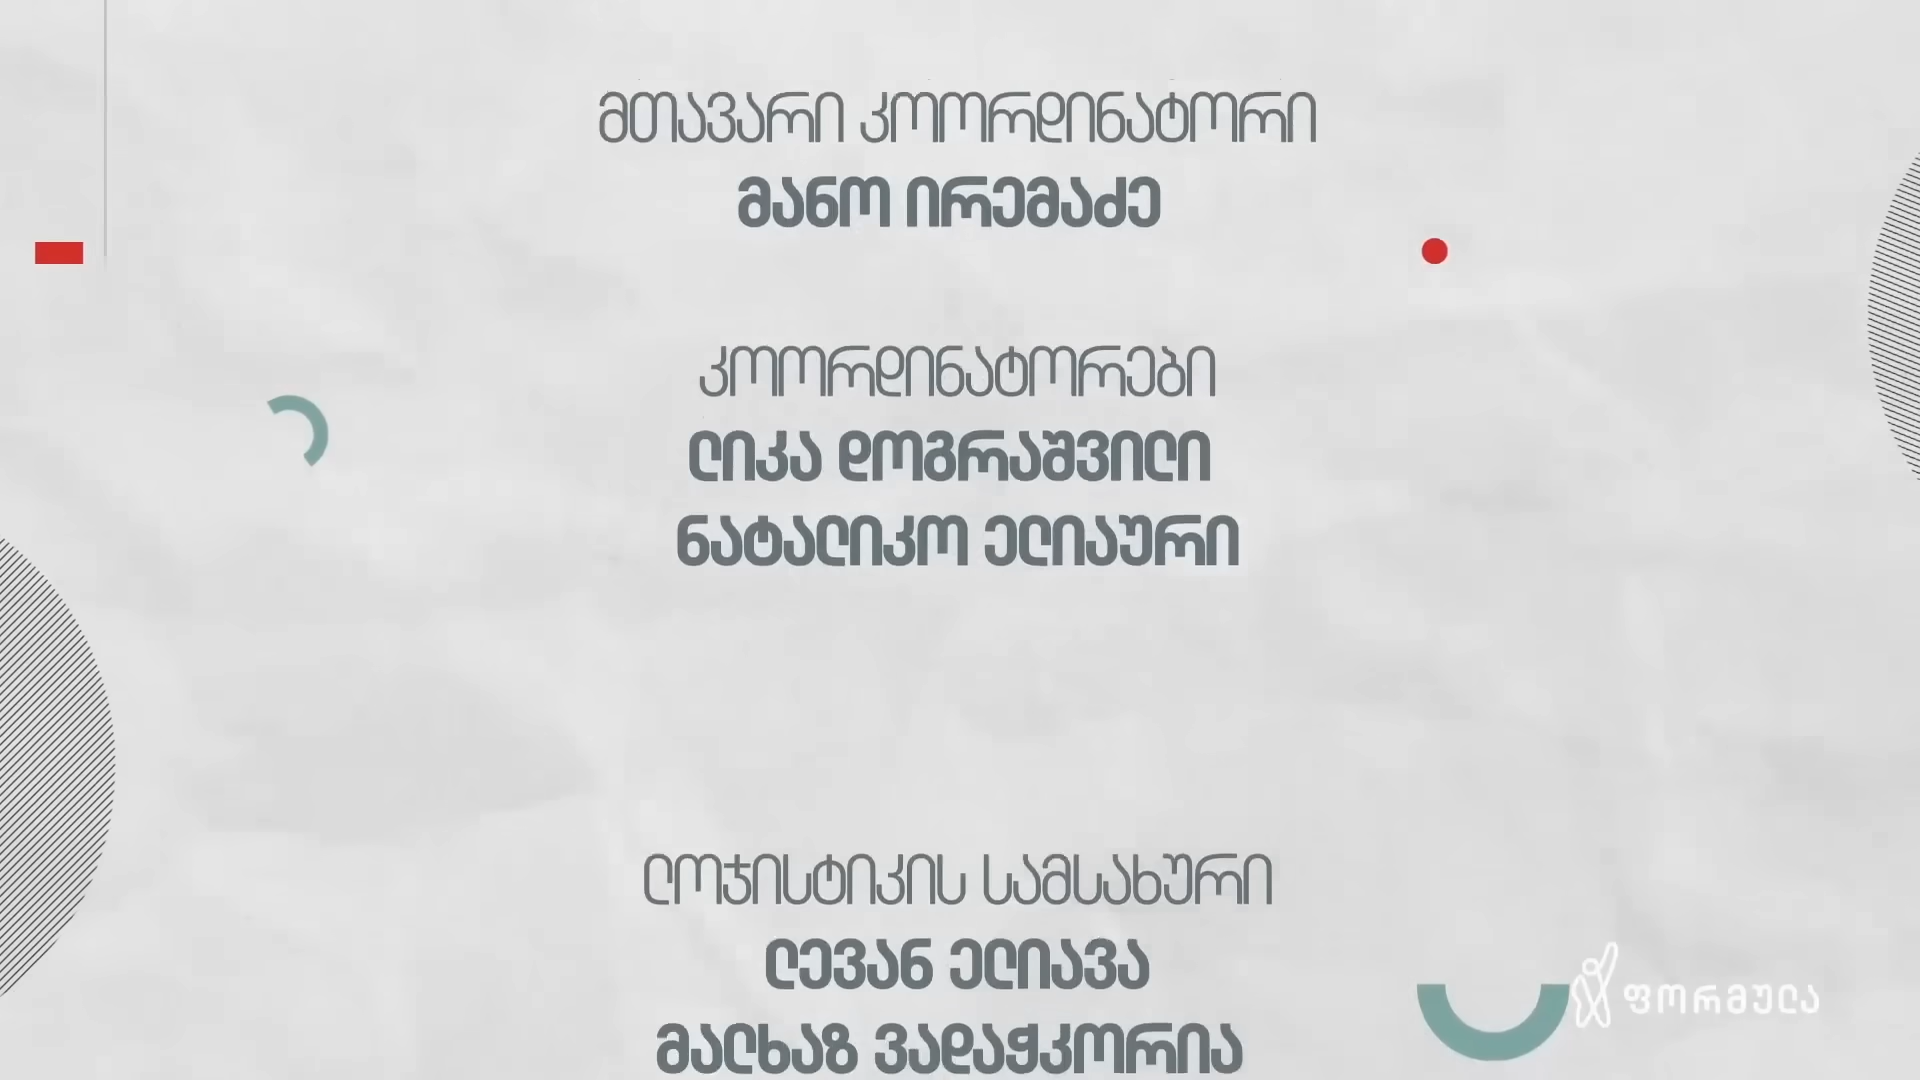 მთავარი კოორდინატორი
მანო ირემაძე
კოორდინატორები
ლიკა დოგრაშვილი
ნატალიკო ელიაური
ლოჯისტიკის სამსახური
ლევან ელიავა
მალხაზ ვადაჭკორია
ფორმულა